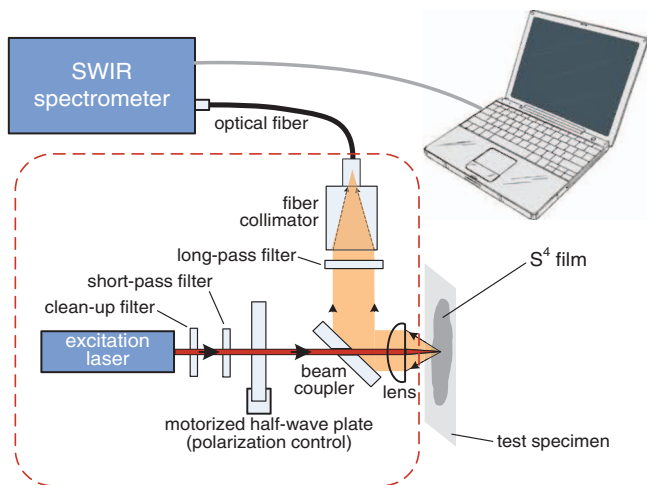 SWIR
spectrometer
optical fiber
fiber
collimator
long-pass filter
short-pass filter
clean-up filter
S⁴ film
excitation
laser
beam
coupler
lens
motorized half-wave plate
(polarization control)
test specimen